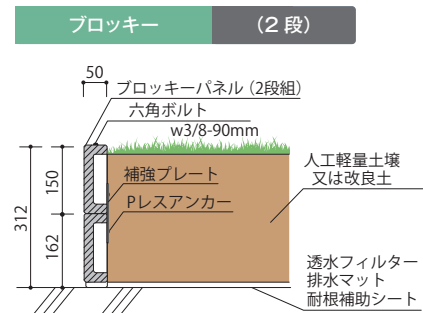 ブロッキー (2段)
50
ブロッキーパネル (2段組)
六角ボルト
w3/8-90mm
人工軽量土壌
又は改良土
補強プレート
Pレスアンカー
312
150
162
透水フィルター
排水マット
耐根補助シート